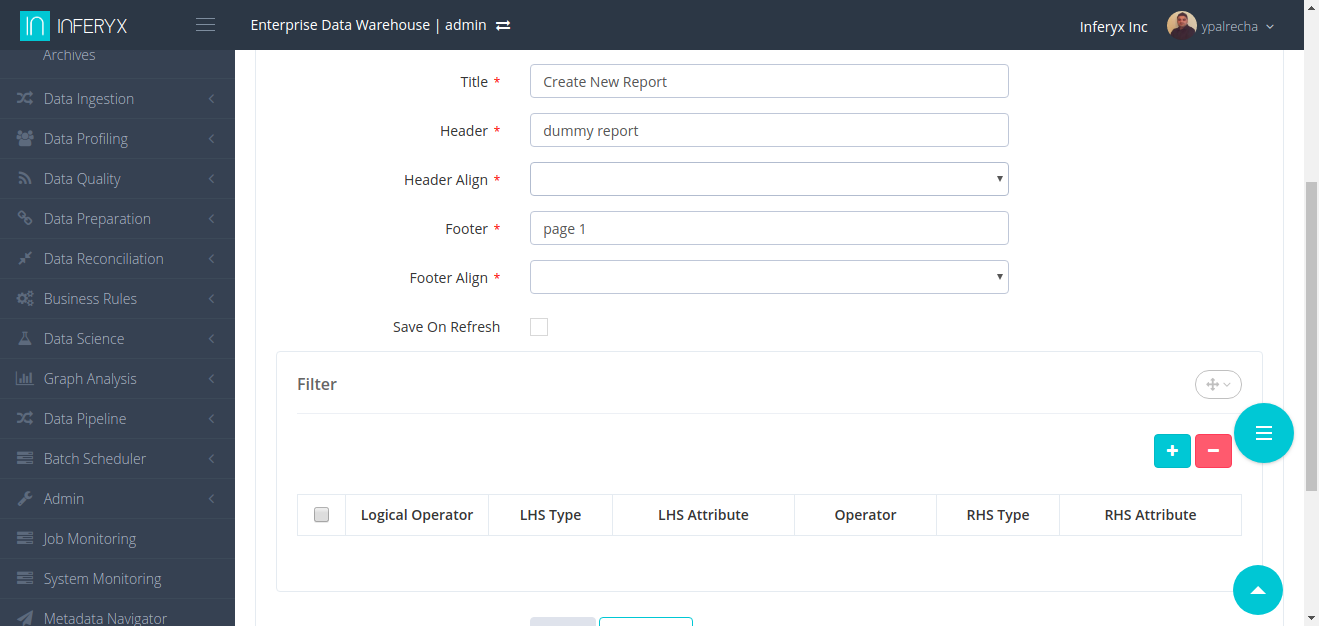 INFERYX
Enterprise Data Warehouse | admin
Inferyx Inc
ypalrecha
Archives
Data Ingestion
Data Profiling
Data Quality
Data Preparation
Data Reconciliation
Business Rules
Data Science
Graph Analysis
Data Pipeline
Batch Scheduler
Admin
Job Monitoring
System Monitoring
Metadata Navigator
Title *
Create New Report
Header *
dummy report
Header Align *
Footer *
page 1
Footer Align *
Save On Refresh
Filter
Logical Operator LHS Type LHS Attribute Operator RHS Type RHS Attribute